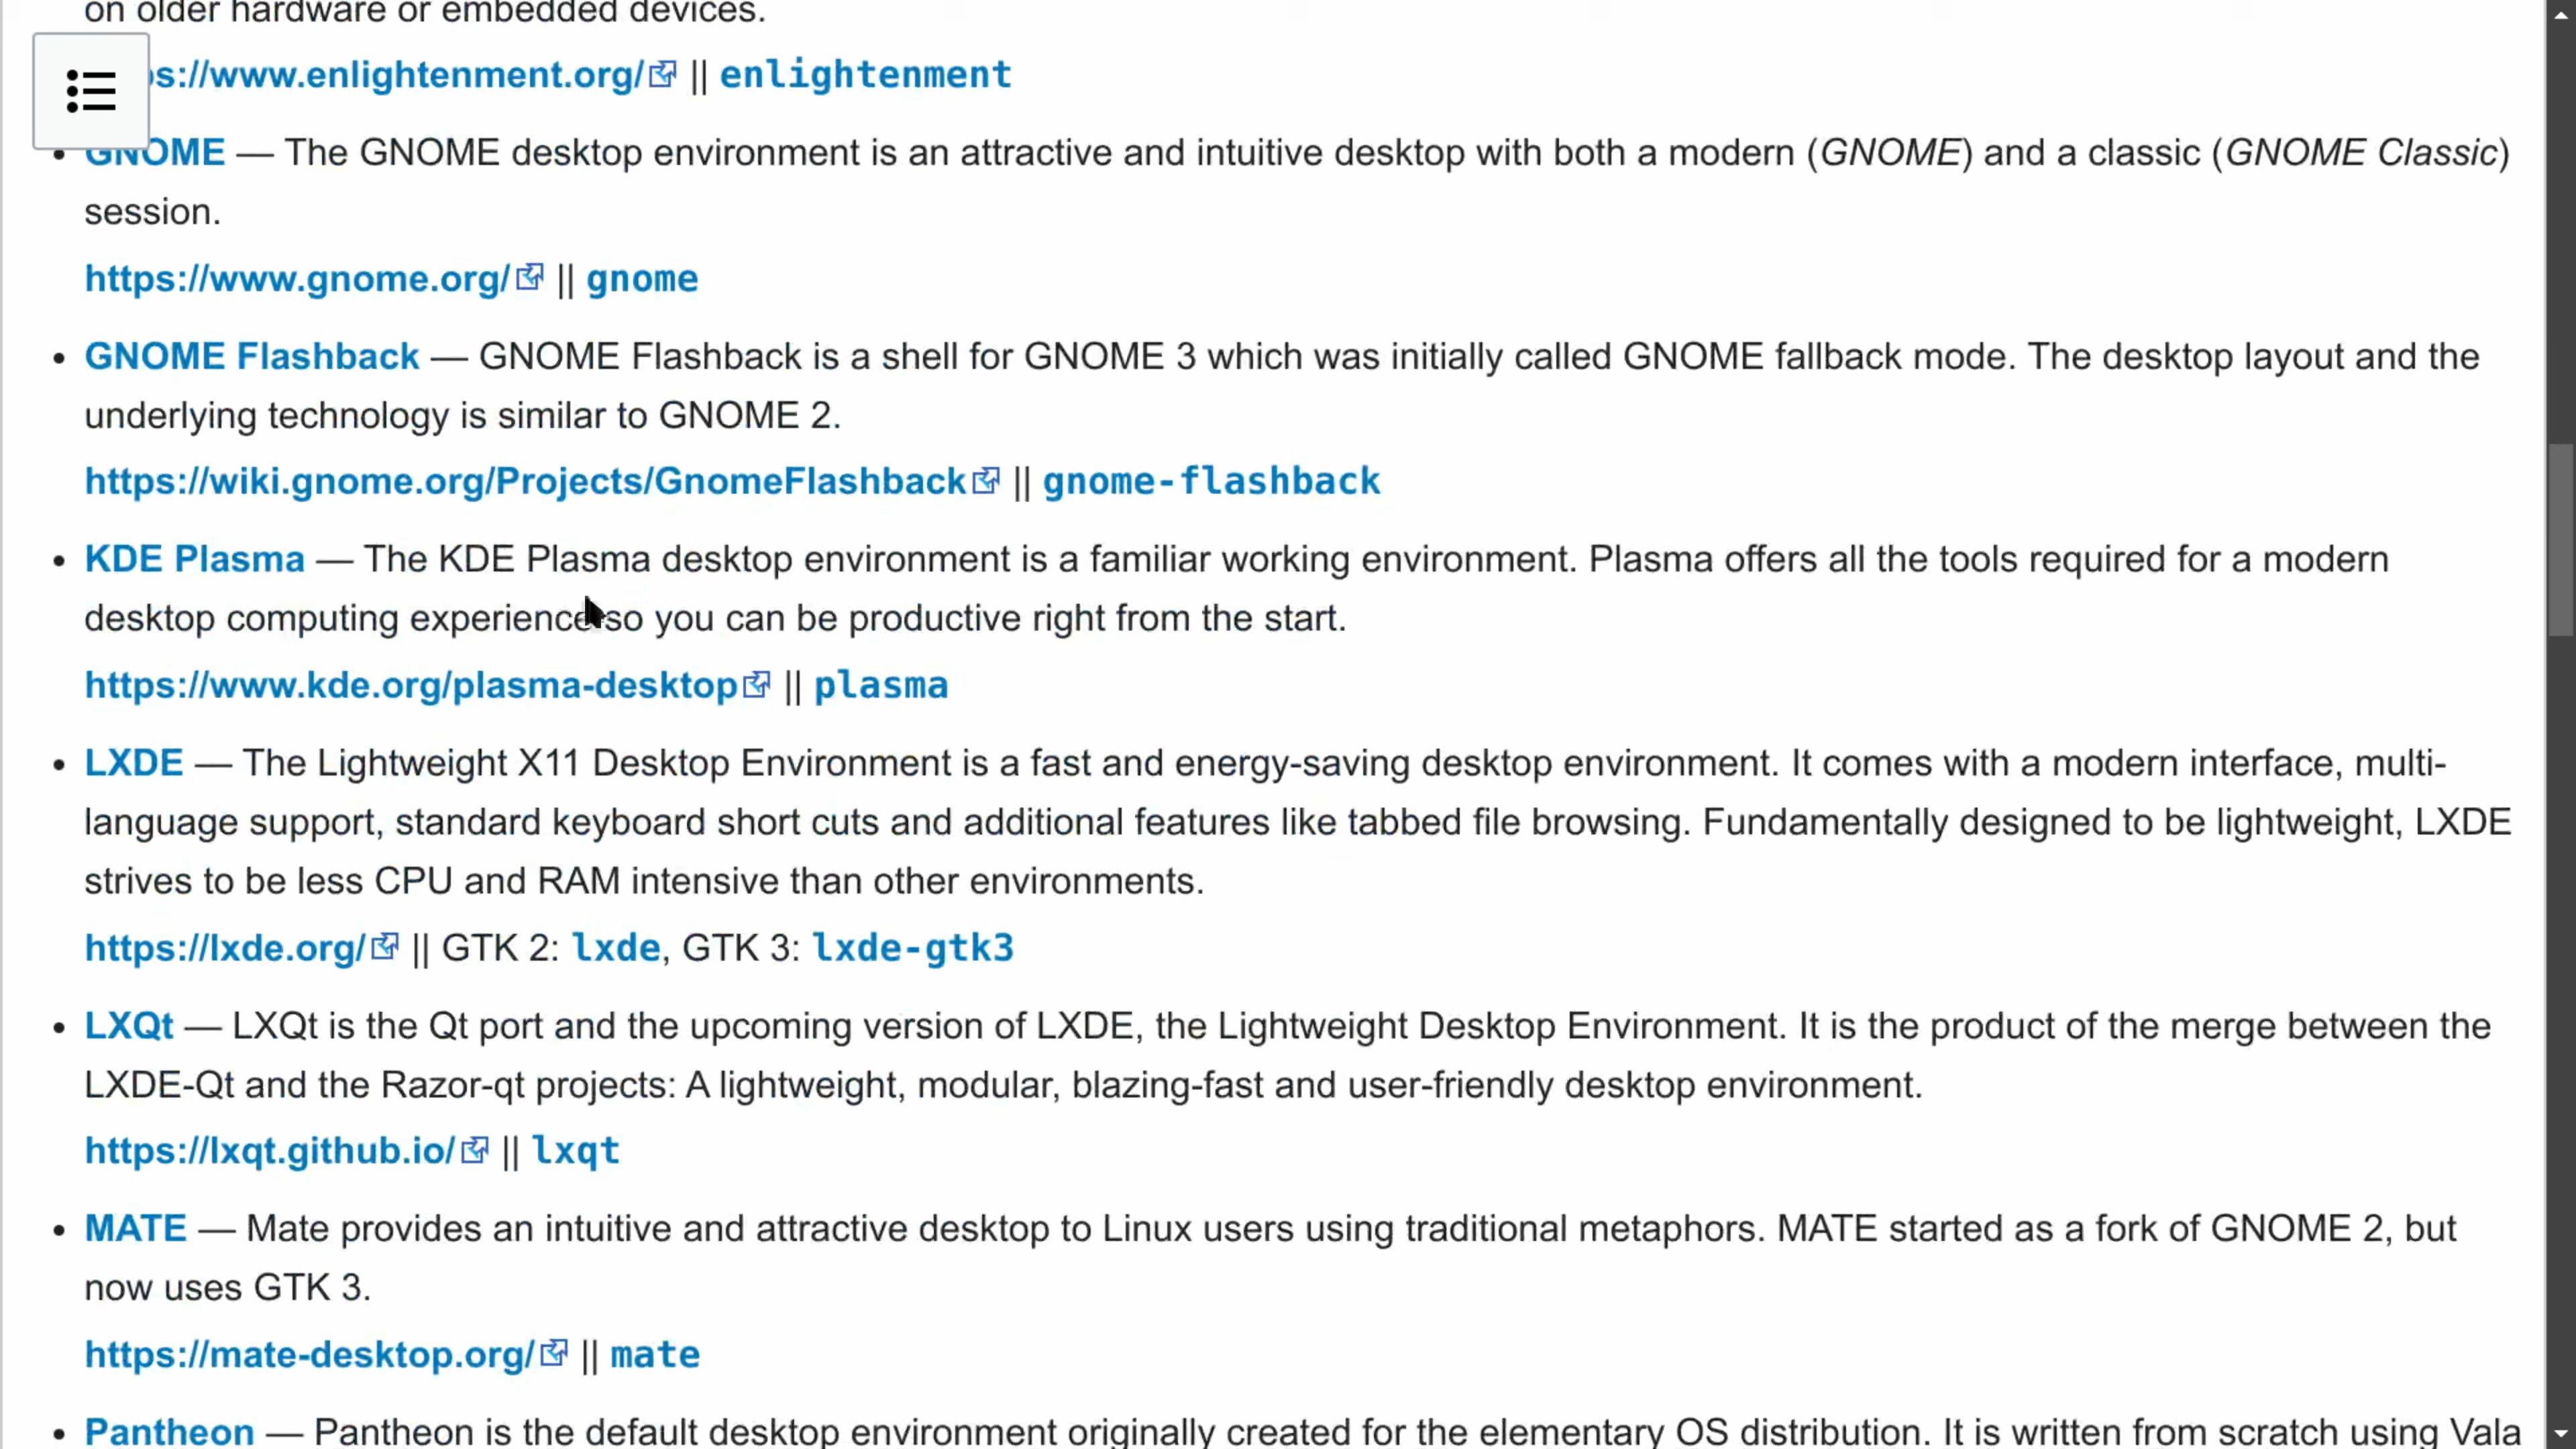 on older hardware or embedded devices.
s://www.enlightenment.org/ || enlightenment
• GNOME — The GNOME desktop environment is an attractive and intuitive desktop with both a modern (GNOME) and a classic (GNOME Classic)
session.
https://www.gnome.org/ || gnome
• GNOME Flashback — GNOME Flashback is a shell for GNOME 3 which was initially called GNOME fallback mode. The desktop layout and the
underlying technology is similar to GNOME 2.
https://wiki.gnome.org/Projects/GnomeFlashback || gnome-flashback
• KDE Plasma — The KDE Plasma desktop environment is a familiar working environment. Plasma offers all the tools required for a modern
desktop computing experience so you can be productive right from the start.
https://www.kde.org/plasma-desktop || plasma
• LXDE — The Lightweight X11 Desktop Environment is a fast and energy-saving desktop environment. It comes with a modern interface, multi-
language support, standard keyboard short cuts and additional features like tabbed file browsing. Fundamentally designed to be lightweight, LXDE
strives to be less CPU and RAM intensive than other environments.
https://lxde.org/ || GTK 2: lxde, GTK 3: lxde-gtk3
• LXQt — LXQt is the Qt port and the upcoming version of LXDE, the Lightweight Desktop Environment. It is the product of the merge between the
LXDE-Qt and the Razor-qt projects: A lightweight, modular, blazing-fast and user-friendly desktop environment.
https://lxqt.github.io/ || lxqt
• MATE — Mate provides an intuitive and attractive desktop to Linux users using traditional metaphors. MATE started as a fork of GNOME 2, but
now uses GTK 3.
https://mate-desktop.org/ || mate
• Pantheon — Pantheon is the default desktop environment originally created for the elementary OS distribution. It is written from scratch using Vala